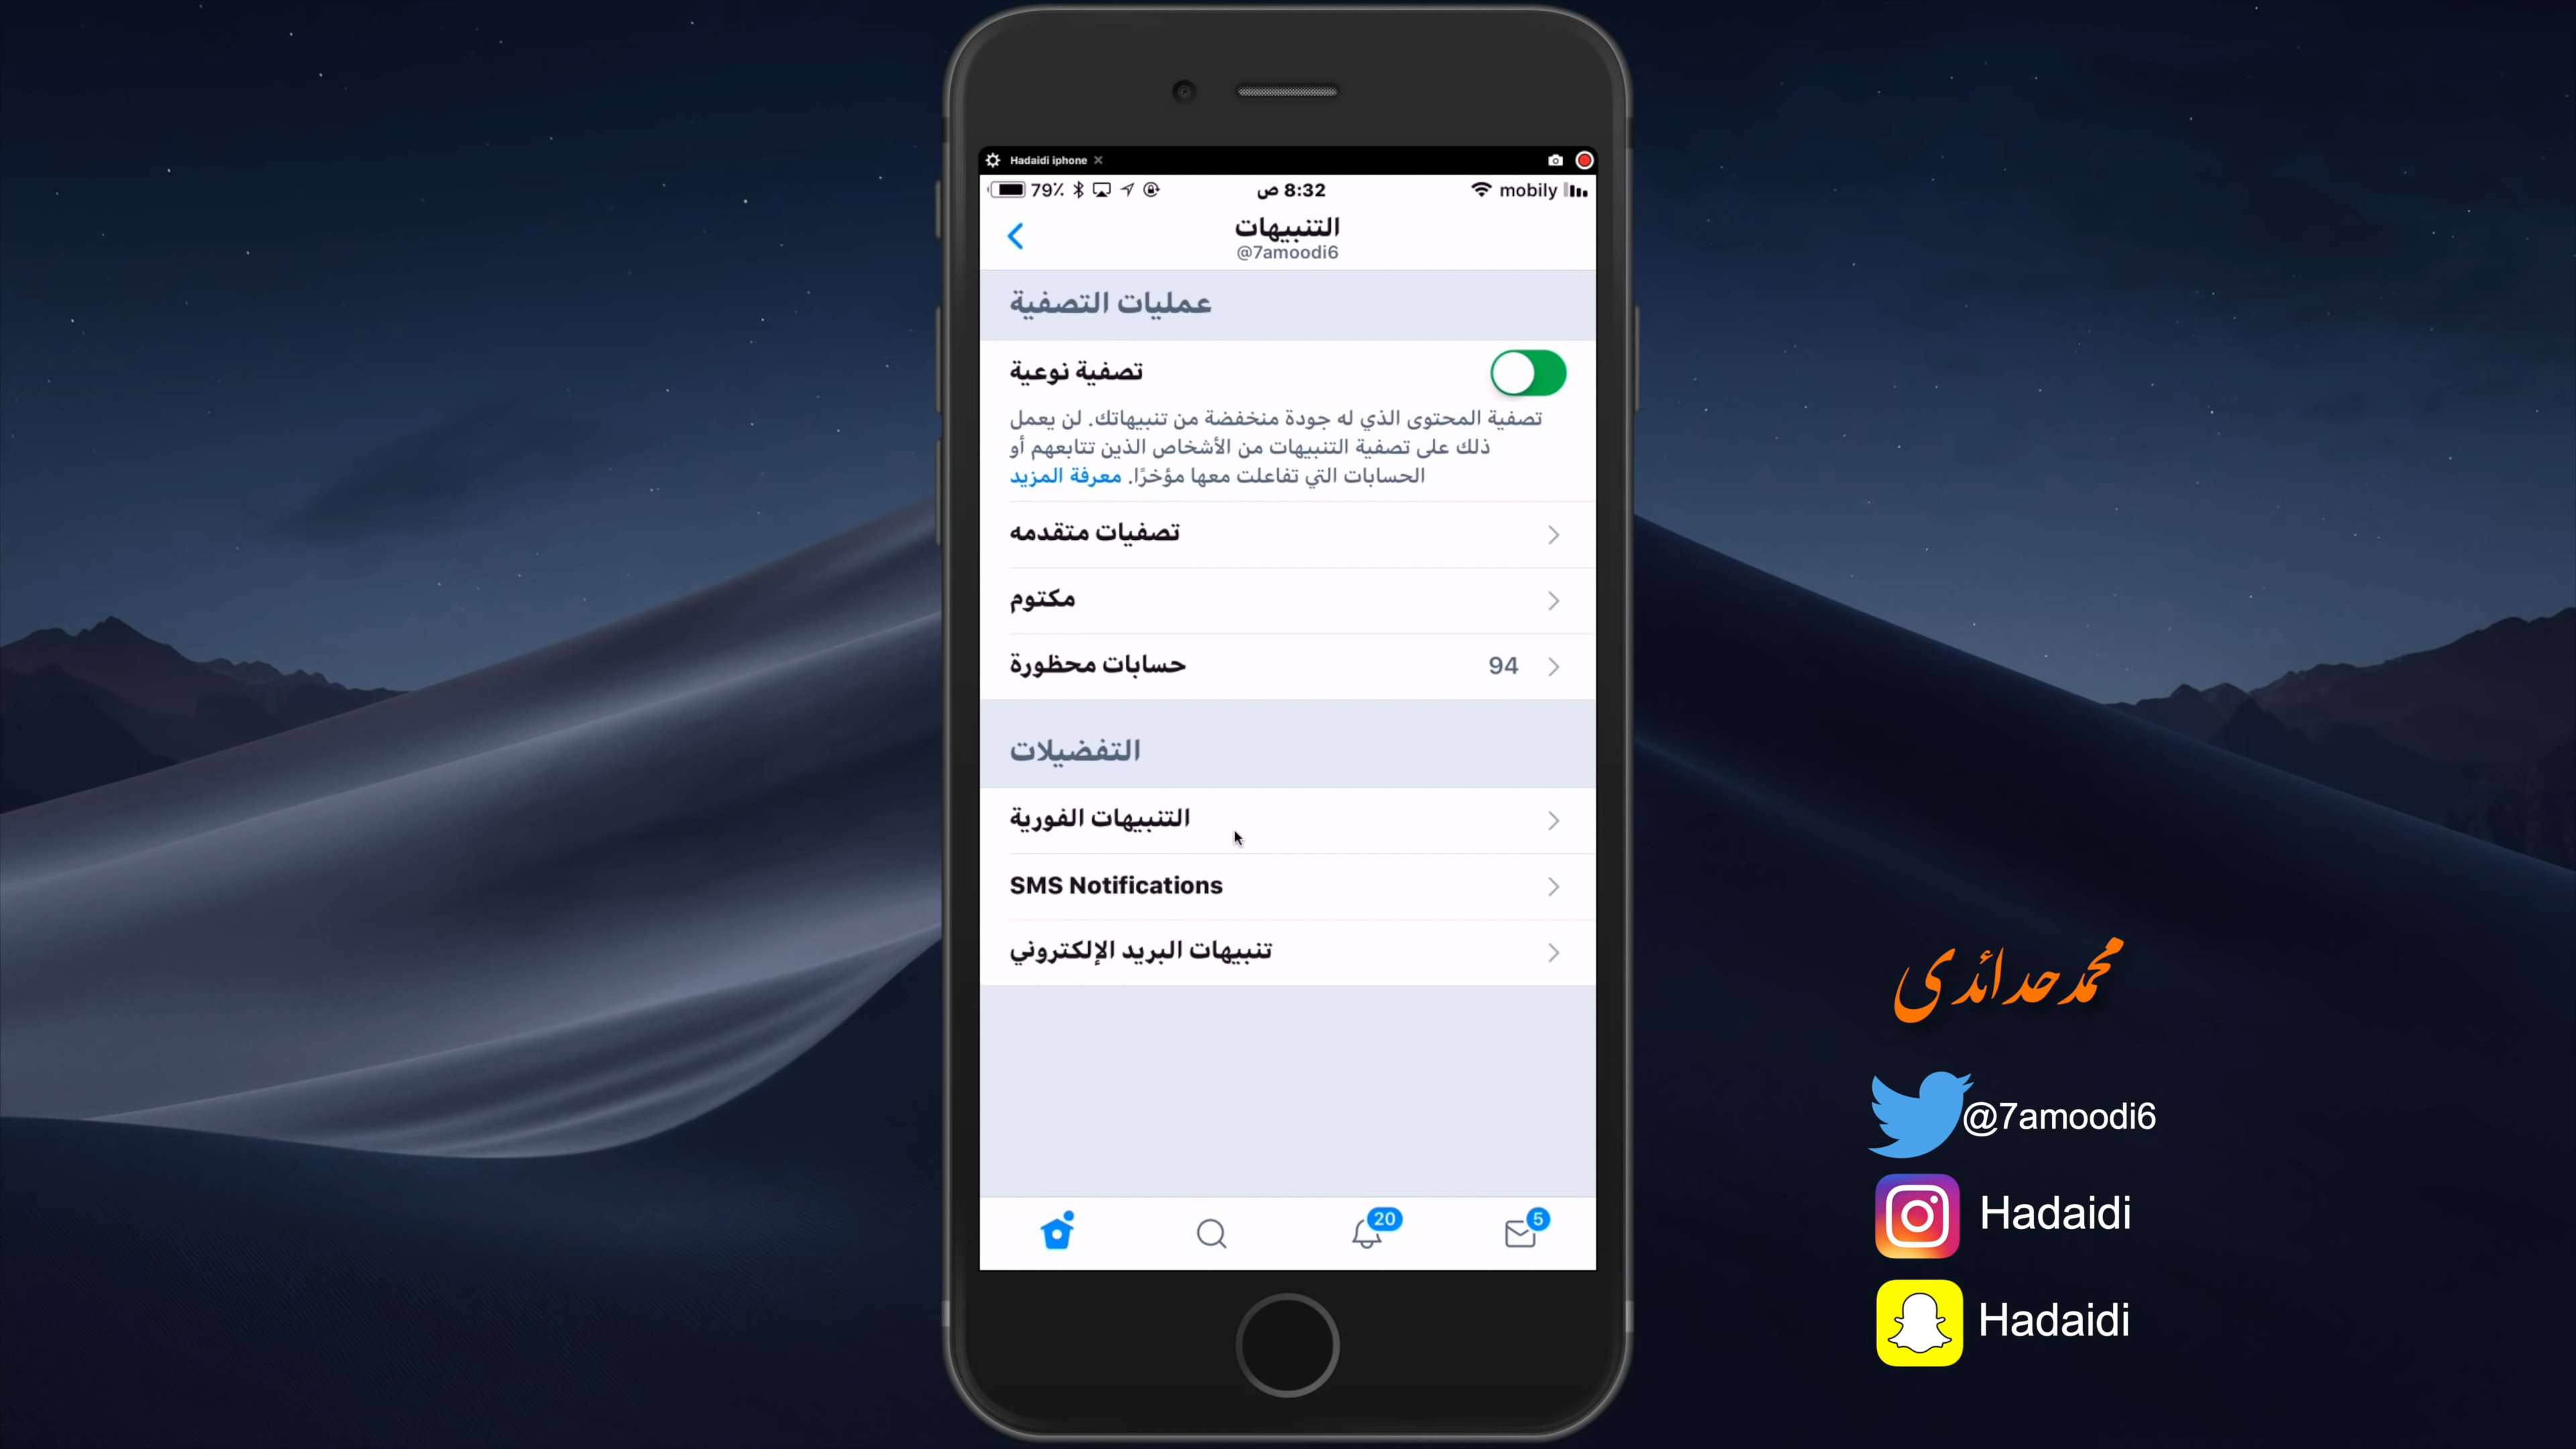 Hadaidi iphone
79٪ 8:32 ص mobily
التنبيهات
@7amoodi6
عمليات التصفية
تصفية نوعية
تصفية المحتوى الذي له جودة منخفضة من تنبيهاتك. لن يعمل
ذلك على تصفية التنبيهات من الأشخاص الذين تتابعهم أو
الحسابات التي تفاعلت معها مؤخرًا. معرفة المزيد
تصفيات متقدمه
مكتوم
حسابات محظورة 94
التفضيلات
التنبيهات الفورية
SMS Notifications
تنبيهات البريد الإلكتروني
20 5
محمد حدائدي
@7amoodi6
Hadaidi
Hadaidi